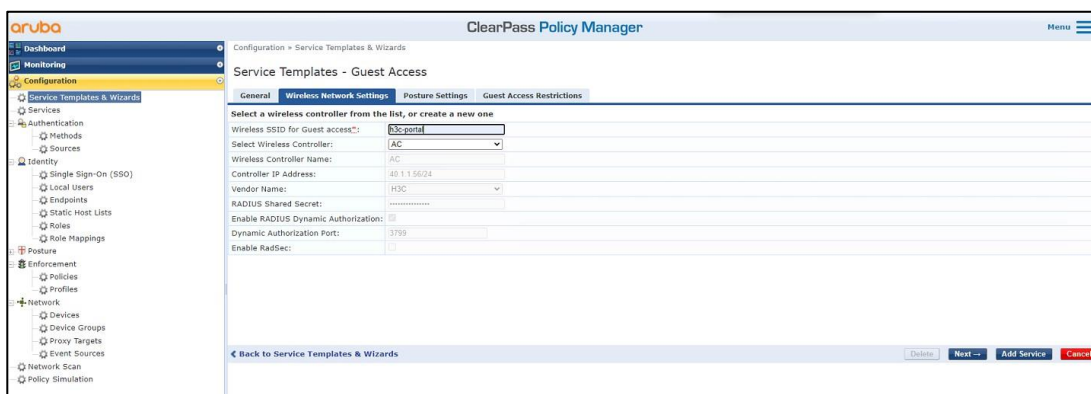 aruba
ClearPass Policy Manager
Menu
Dashboard
Monitoring
Configuration
Service Templates & Wizards
Services
Authentication
Methods
Sources
Identity
Single Sign-On (SSO)
Local Users
Endpoints
Static Host Lists
Roles
Role Mappings
Posture
Enforcement
Policies
Profiles
Network
Devices
Device Groups
Proxy Targets
Event Sources
Network Scan
Policy Simulation
Configuration » Service Templates & Wizards
Service Templates - Guest Access
General Wireless Network Settings Posture Settings Guest Access Restrictions
Select a wireless controller from the list, or create a new one
Wireless SSID for Guest access*: h3c-portal
Select Wireless Controller: AC
Wireless Controller Name: AC
Controller IP Address: 40.1.1.56/24
Vendor Name: H3C
RADIUS Shared Secret: ••••••••••••••
Enable RADIUS Dynamic Authorization:
Dynamic Authorization Port: 3799
Enable RadSec:
Back to Service Templates & Wizards
Delete Next → Add Service Cancel